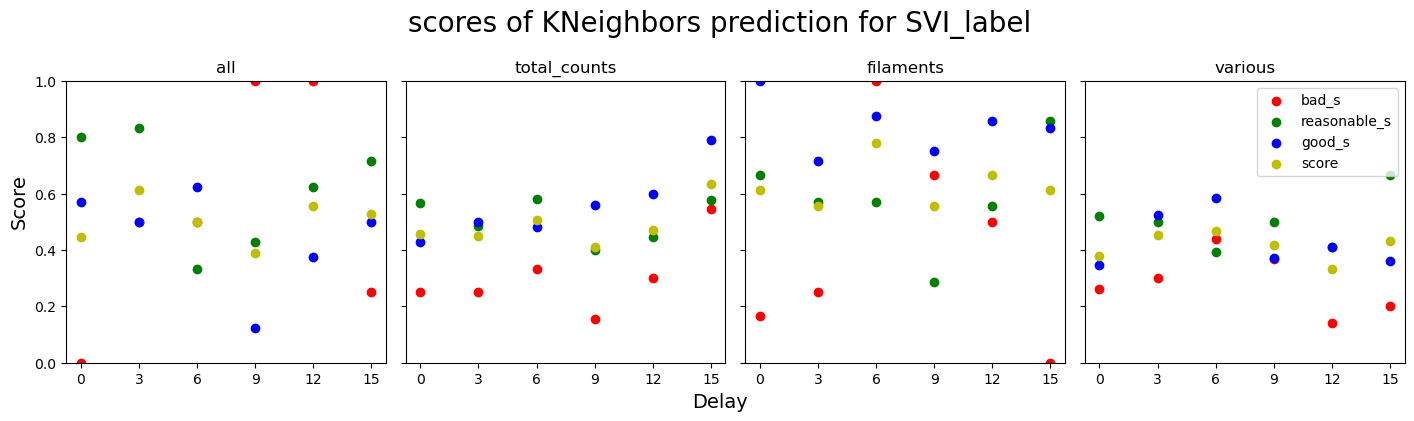 scores of KNeighbors prediction for SVI_label
all
total_counts
filaments
various
Score
1.0
0.8
0.6
0.4
0.2
0.0
bad_s
reasonable_s
good_s
score
0 3 6 9 12 15
0 3 6 9 12 15
0 3 6 9 12 15
0 3 6 9 12 15
Delay